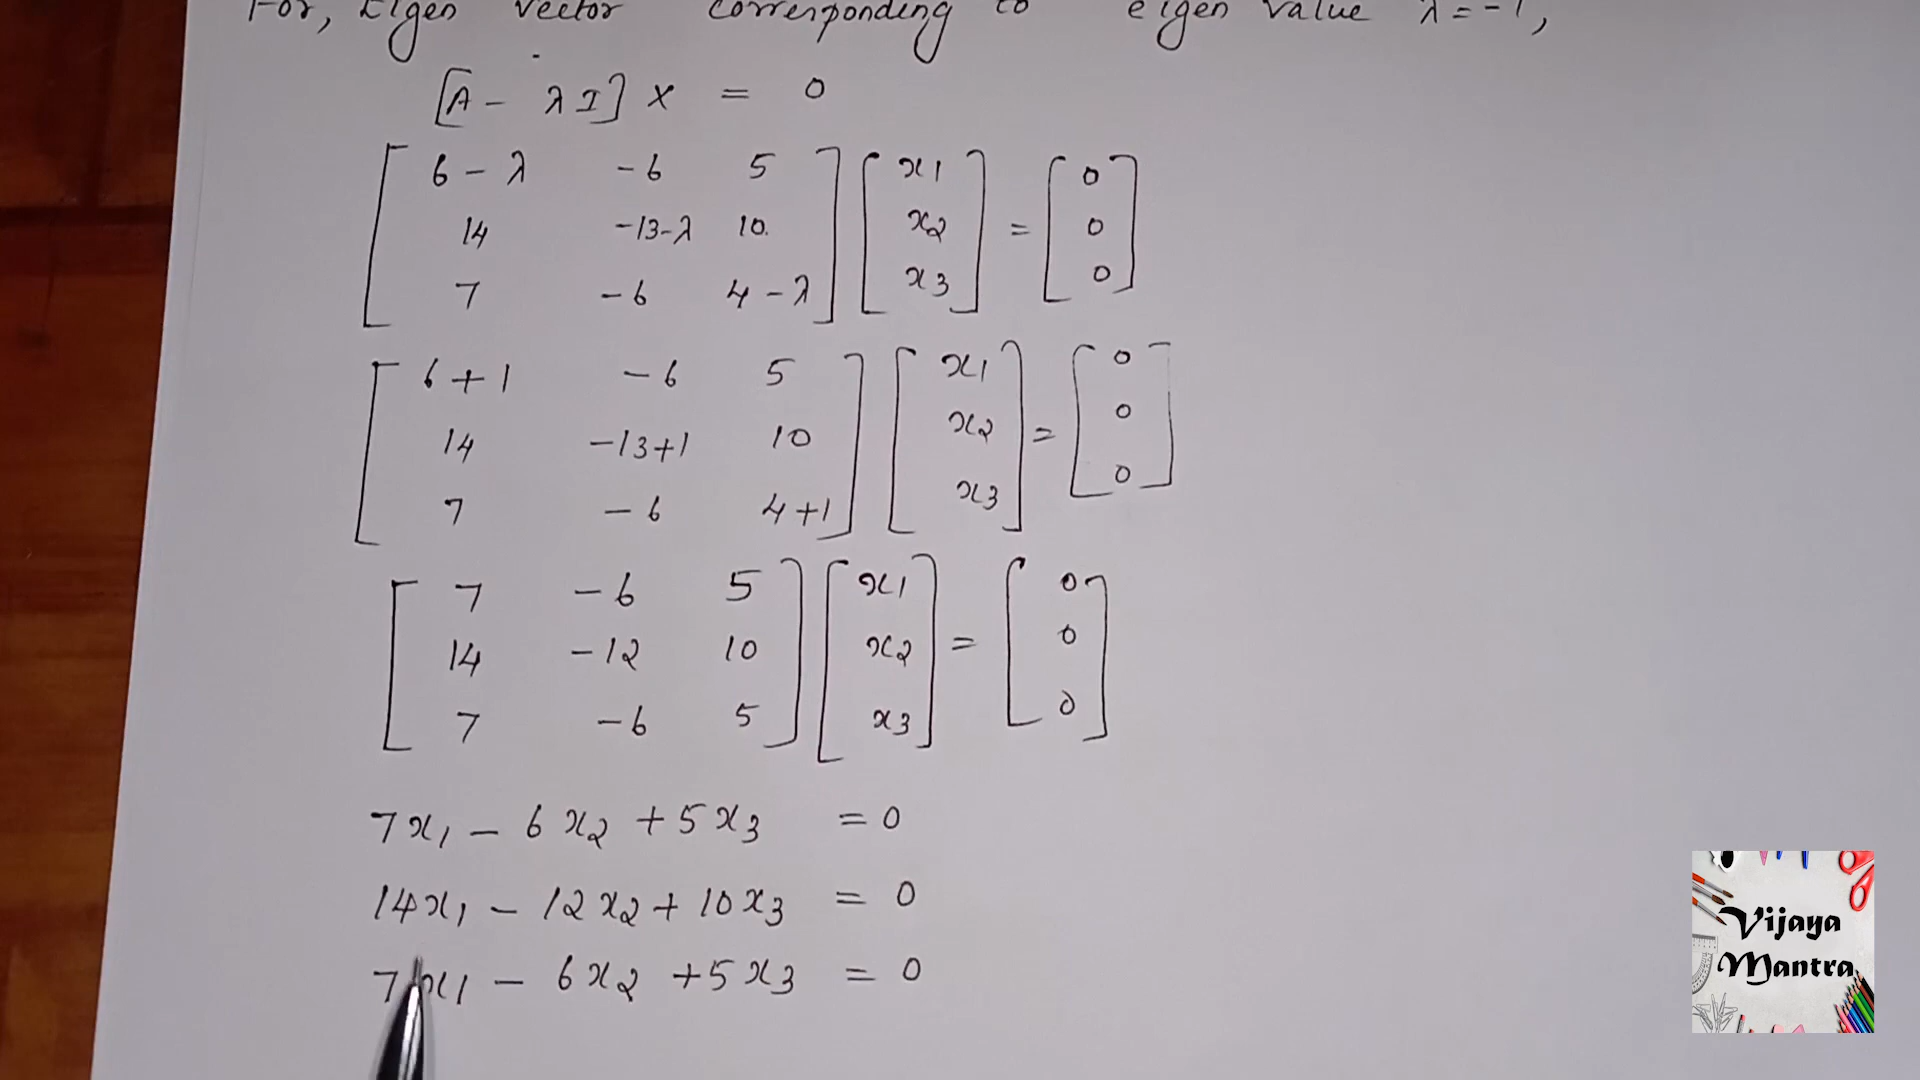 For, Eigen vector corresponding to eigen value λ = -1,
[A - λI] X = 0
[6-λ -6 5] [x1] = [0]
[14 -13-λ 10] [x2] [0]
[7 -6 4-λ] [x3] [0]
[6+1 -6 5] [x1] = [0]
[14 -13+1 10] [x2] [0]
[7 -6 4+1] [x3] [0]
[7 -6 5] [x1] = [0]
[14 -12 10] [x2] [0]
[7 -6 5] [x3] [0]
7x1 - 6x2 + 5x3 = 0
14x1 - 12x2 + 10x3 = 0
7x1 - 6x2 + 5x3 = 0
Vijaya
Mantra